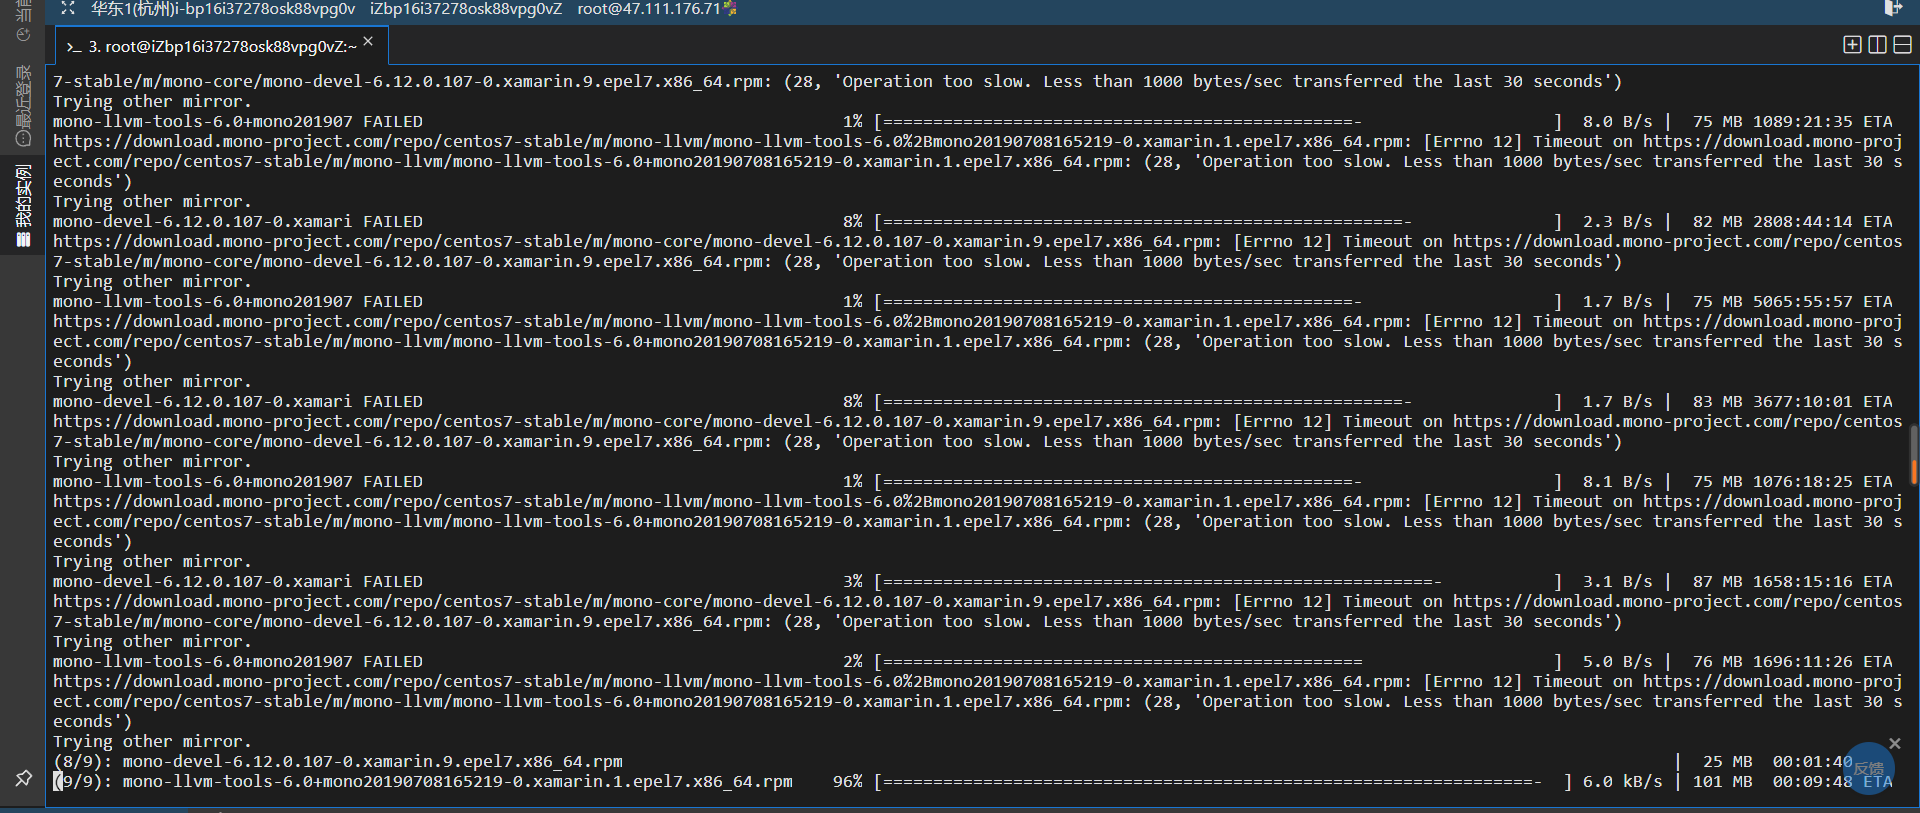 华东1(杭州)i-bp16i37278osk88vpg0v iZbp16i37278osk88vpg0vZ root@47.111.176.71
最近登录
我的实例
>_ 3. root@iZbp16i37278osk88vpg0vZ:~ ×
7-stable/m/mono-core/mono-devel-6.12.0.107-0.xamarin.9.epel7.x86_64.rpm: (28, 'Operation too slow. Less than 1000 bytes/sec transferred the last 30 seconds')
Trying other mirror.
mono-llvm-tools-6.0+mono201907 FAILED 1% [===============================================- ] 8.0 B/s | 75 MB 1089:21:35 ETA
https://download.mono-project.com/repo/centos7-stable/m/mono-llvm/mono-llvm-tools-6.0%2Bmono20190708165219-0.xamarin.1.epel7.x86_64.rpm: [Errno 12] Timeout on https://download.mono-proj
ect.com/repo/centos7-stable/m/mono-llvm/mono-llvm-tools-6.0+mono20190708165219-0.xamarin.1.epel7.x86_64.rpm: (28, 'Operation too slow. Less than 1000 bytes/sec transferred the last 30 s
econds')
Trying other mirror.
mono-devel-6.12.0.107-0.xamari FAILED 8% [====================================================- ] 2.3 B/s | 82 MB 2808:44:14 ETA
https://download.mono-project.com/repo/centos7-stable/m/mono-core/mono-devel-6.12.0.107-0.xamarin.9.epel7.x86_64.rpm: [Errno 12] Timeout on https://download.mono-project.com/repo/centos
7-stable/m/mono-core/mono-devel-6.12.0.107-0.xamarin.9.epel7.x86_64.rpm: (28, 'Operation too slow. Less than 1000 bytes/sec transferred the last 30 seconds')
Trying other mirror.
mono-llvm-tools-6.0+mono201907 FAILED 1% [===============================================- ] 1.7 B/s | 75 MB 5065:55:57 ETA
https://download.mono-project.com/repo/centos7-stable/m/mono-llvm/mono-llvm-tools-6.0%2Bmono20190708165219-0.xamarin.1.epel7.x86_64.rpm: [Errno 12] Timeout on https://download.mono-proj
ect.com/repo/centos7-stable/m/mono-llvm/mono-llvm-tools-6.0+mono20190708165219-0.xamarin.1.epel7.x86_64.rpm: (28, 'Operation too slow. Less than 1000 bytes/sec transferred the last 30 s
econds')
Trying other mirror.
mono-devel-6.12.0.107-0.xamari FAILED 8% [====================================================- ] 1.7 B/s | 83 MB 3677:10:01 ETA
https://download.mono-project.com/repo/centos7-stable/m/mono-core/mono-devel-6.12.0.107-0.xamarin.9.epel7.x86_64.rpm: [Errno 12] Timeout on https://download.mono-project.com/repo/centos
7-stable/m/mono-core/mono-devel-6.12.0.107-0.xamarin.9.epel7.x86_64.rpm: (28, 'Operation too slow. Less than 1000 bytes/sec transferred the last 30 seconds')
Trying other mirror.
mono-llvm-tools-6.0+mono201907 FAILED 1% [===============================================- ] 8.1 B/s | 75 MB 1076:18:25 ETA
https://download.mono-project.com/repo/centos7-stable/m/mono-llvm/mono-llvm-tools-6.0%2Bmono20190708165219-0.xamarin.1.epel7.x86_64.rpm: [Errno 12] Timeout on https://download.mono-proj
ect.com/repo/centos7-stable/m/mono-llvm/mono-llvm-tools-6.0+mono20190708165219-0.xamarin.1.epel7.x86_64.rpm: (28, 'Operation too slow. Less than 1000 bytes/sec transferred the last 30 s
econds')
Trying other mirror.
mono-devel-6.12.0.107-0.xamari FAILED 3% [=======================================================- ] 3.1 B/s | 87 MB 1658:15:16 ETA
https://download.mono-project.com/repo/centos7-stable/m/mono-core/mono-devel-6.12.0.107-0.xamarin.9.epel7.x86_64.rpm: [Errno 12] Timeout on https://download.mono-project.com/repo/centos
7-stable/m/mono-core/mono-devel-6.12.0.107-0.xamarin.9.epel7.x86_64.rpm: (28, 'Operation too slow. Less than 1000 bytes/sec transferred the last 30 seconds')
Trying other mirror.
mono-llvm-tools-6.0+mono201907 FAILED 2% [================================================ ] 5.0 B/s | 76 MB 1696:11:26 ETA
https://download.mono-project.com/repo/centos7-stable/m/mono-llvm/mono-llvm-tools-6.0%2Bmono20190708165219-0.xamarin.1.epel7.x86_64.rpm: [Errno 12] Timeout on https://download.mono-proj
ect.com/repo/centos7-stable/m/mono-llvm/mono-llvm-tools-6.0+mono20190708165219-0.xamarin.1.epel7.x86_64.rpm: (28, 'Operation too slow. Less than 1000 bytes/sec transferred the last 30 s
econds')
Trying other mirror.
(8/9): mono-devel-6.12.0.107-0.xamarin.9.epel7.x86_64.rpm | 25 MB 00:01:40
(9/9): mono-llvm-tools-6.0+mono20190708165219-0.xamarin.1.epel7.x86_64.rpm 96% [=================================================================- ] 6.0 kB/s | 101 MB 00:09:48 ETA
反馈